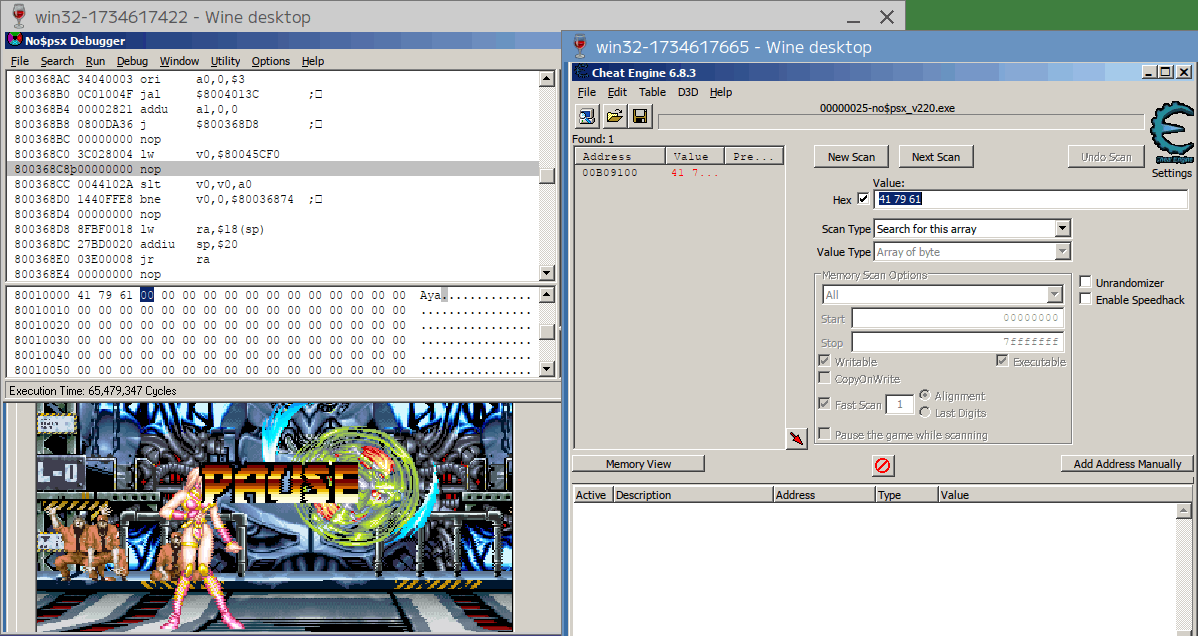 win32-1734617422 - Wine desktop
No$psx Debugger
File Search Run Debug Window Utility Options Help
800368AC 34040003 ori a0,0,$3
800368B0 0C01004F jal $8004013C ;
800368B4 00002821 addu a1,0,0
800368B8 0800DA36 j $800368D8 ;
800368BC 00000000 nop
800368C0 3C028004 lw v0,$80045CF0
800368C8þ00000000 nop
800368CC 0044102A slt v0,v0,a0
800368D0 1440FFE8 bne v0,0,$80036874 ;
800368D4 00000000 nop
800368D8 8FBF0018 lw ra,$18(sp)
800368DC 27BD0020 addiu sp,$20
800368E0 03E00008 jr ra
800368E4 00000000 nop
80010000 41 79 61 00 00 00 00 00 00 00 00 00 00 00 00 00 Aya.............
80010010 00 00 00 00 00 00 00 00 00 00 00 00 00 00 00 00 ................
80010020 00 00 00 00 00 00 00 00 00 00 00 00 00 00 00 00 ................
80010030 00 00 00 00 00 00 00 00 00 00 00 00 00 00 00 00 ................
80010040 00 00 00 00 00 00 00 00 00 00 00 00 00 00 00 00 ................
80010050 00 00 00 00 00 00 00 00 00 00 00 00 00 00 00 00 ................
Execution Time: 65,479,347 Cycles
L-0
PAUSE
win32-1734617665 - Wine desktop
Cheat Engine 6.8.3
File Edit Table D3D Help
00000025-no$psx_v220.exe
Found: 1
Address Value Pre...
00B09100 41 7...
New Scan Next Scan Undo Scan
Cheat Engine
Settings
Value:
Hex 41 79 61
Scan Type Search for this array
Value Type Array of byte
Memory Scan Options
All
Start 00000000
Stop 7fffffff
Writable Executable
CopyOnWrite
Fast Scan 1 Alignment
Last Digits
Pause the game while scanning
Unrandomizer
Enable Speedhack
Memory View Add Address Manually
Active Description Address Type Value